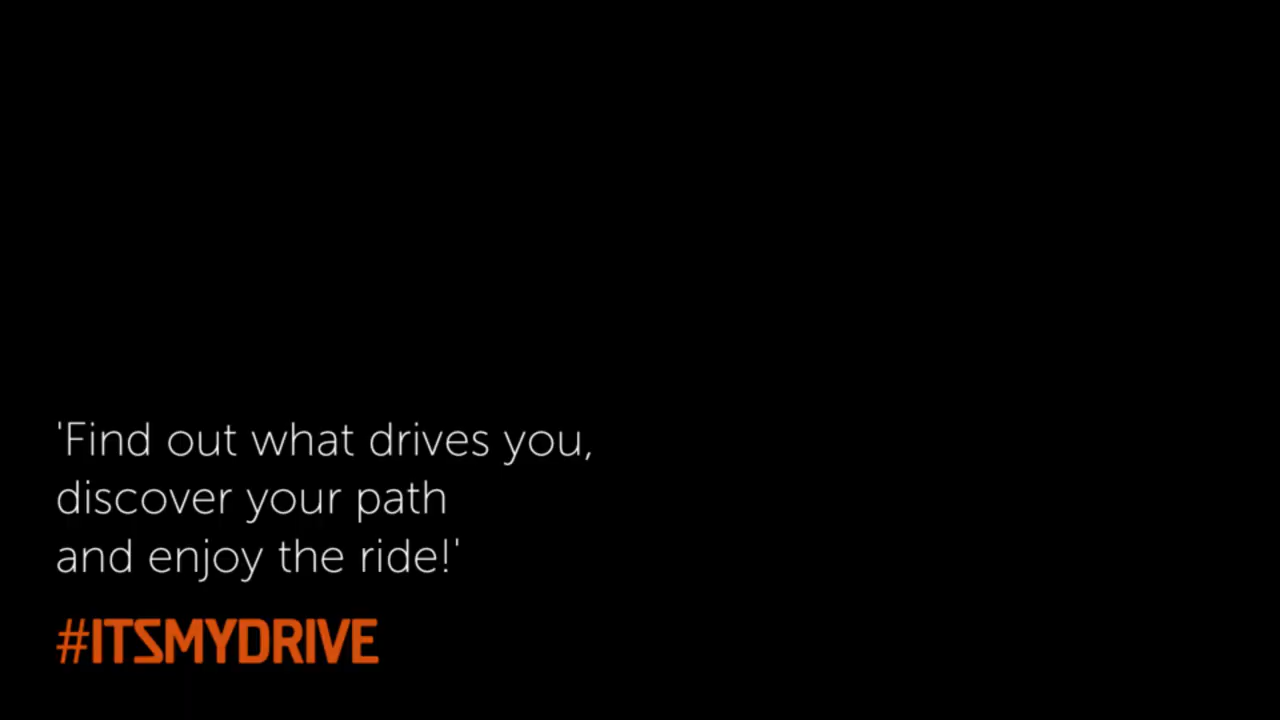 'Find out what drives you,
discover your path
and enjoy the ride!'
#ITSMYDRIVE